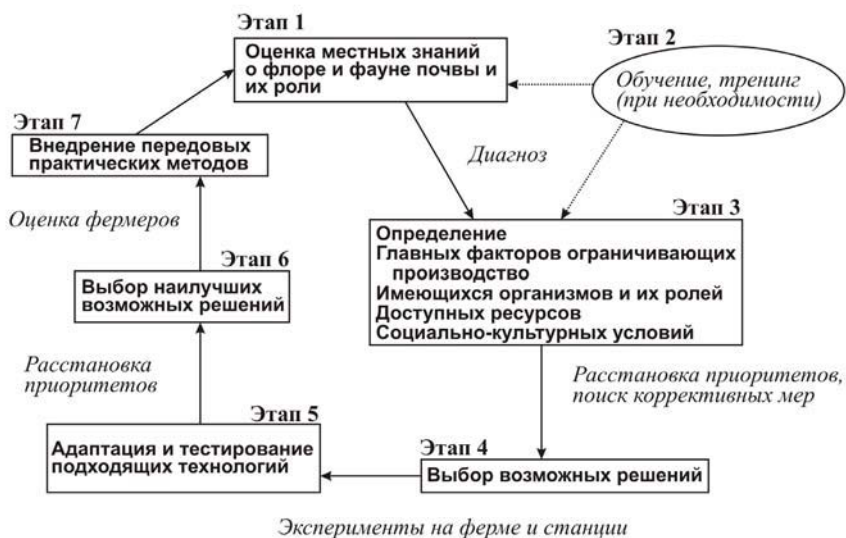 Этап 1
Оценка местных знаний
о флоре и фауне почвы и
их роли
Этап 2
Обучение, тренинг
(при необходимости)
Этап 7
Внедрение передовых
практических методов
Диагноз
Оценка фермеров
Этап 3
Определение
Главных факторов ограничивающих
производство
Имеющихся организмов и их ролей
Доступных ресурсов
Социально-культурных условий
Этап 6
Выбор наилучших
возможных решений
Расстановка
приоритетов
Расстановка приоритетов,
поиск коррективных мер
Этап 5
Адаптация и тестирование
подходящих технологий
Этап 4
Выбор возможных решений
Эксперименты на ферме и станции